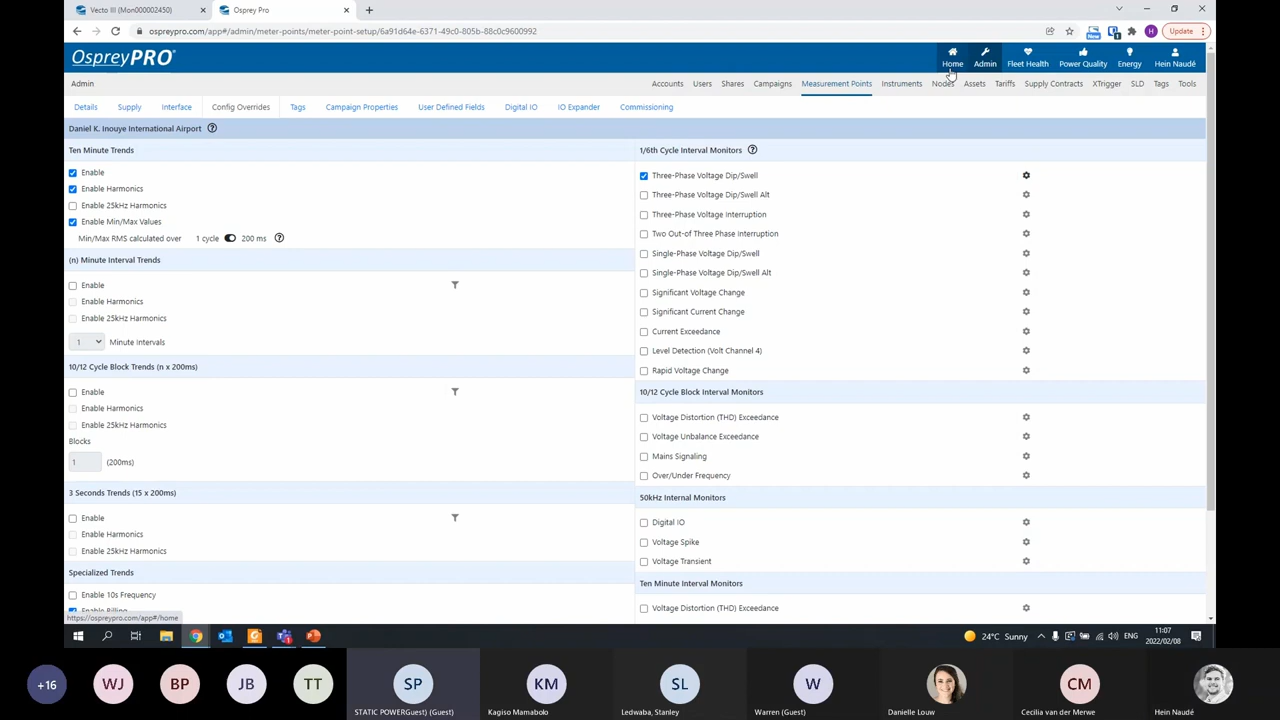 Vecto III (Mon000002450)
Osprey Pro
ospreypro.com/app#/admin/meter-points/meter-point-setup/6a91d64e-6371-49c0-805b-88c0c9600992
New
Update
H
OspreyPRO®
Home
Admin
Fleet Health
Power Quality
Energy
Hein Naudé
Admin
Accounts
Users
Shares
Campaigns
Measurement Points
Instruments
Nodes
Assets
Tariffs
Supply Contracts
XTrigger
SLD
Tags
Tools
Details
Supply
Interface
Config Overrides
Tags
Campaign Properties
User Defined Fields
Digital IO
IO Expander
Commissioning
Daniel K. Inouye International Airport
Ten Minute Trends
Enable
Enable Harmonics
Enable 25kHz Harmonics
Enable Min/Max Values
Min/Max RMS calculated over 1 cycle 200 ms
(n) Minute Interval Trends
Enable
Enable Harmonics
Enable 25kHz Harmonics
1 Minute Intervals
10/12 Cycle Block Trends (n x 200ms)
Enable
Enable Harmonics
Enable 25kHz Harmonics
Blocks
1 (200ms)
3 Seconds Trends (15 x 200ms)
Enable
Enable Harmonics
Enable 25kHz Harmonics
Specialized Trends
Enable 10s Frequency
Enable Billing
1/6th Cycle Interval Monitors
Three-Phase Voltage Dip/Swell
Three-Phase Voltage Dip/Swell Alt
Three-Phase Voltage Interruption
Two Out-of Three Phase Interruption
Single-Phase Voltage Dip/Swell
Single-Phase Voltage Dip/Swell Alt
Significant Voltage Change
Significant Current Change
Current Exceedance
Level Detection (Volt Channel 4)
Rapid Voltage Change
10/12 Cycle Block Interval Monitors
Voltage Distortion (THD) Exceedance
Voltage Unbalance Exceedance
Mains Signaling
Over/Under Frequency
50kHz Internal Monitors
Digital IO
Voltage Spike
Voltage Transient
Ten Minute Interval Monitors
Voltage Distortion (THD) Exceedance
https://ospreypro.com/app#/home
24°C Sunny
ENG
11:07
2022/02/08
+16
WJ
BP
JB
TT
SP
STATIC POWERGuest) (Guest)
KM
Kagiso Mamabolo
SL
Ledwaba, Stanley
W
Warren (Guest)
Danielle Louw
CM
Cecilia van der Merwe
Hein Naudé